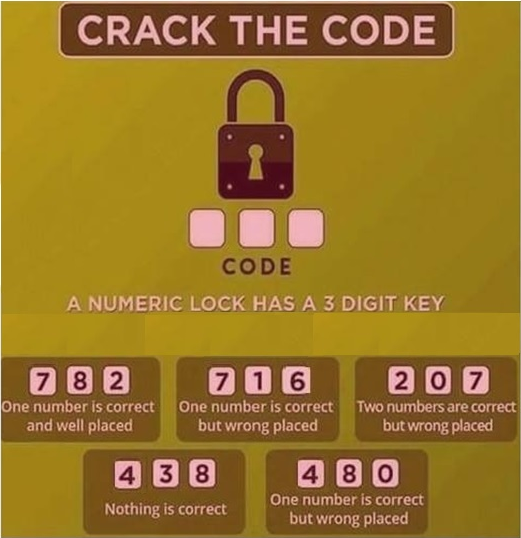 CRACK THE CODE
CODE
A NUMERIC LOCK HAS A 3 DIGIT KEY
7 8 2
One number is correct
and well placed
7 1 6
One number is correct
but wrong placed
2 0 7
Two numbers are correct
but wrong placed
4 3 8
Nothing is correct
4 8 0
One number is correct
but wrong placed